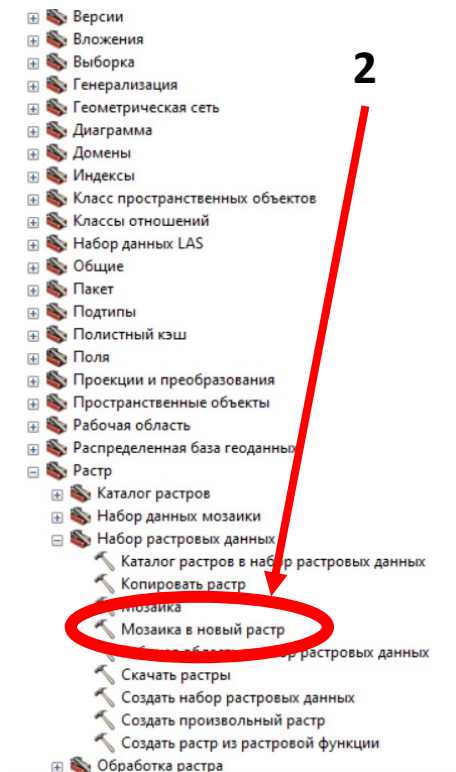 Версии
Вложения
Выборка
2
Генерализация
Геометрическая сеть
Диаграмма
Домены
Индексы
Класс пространственных объектов
Классы отношений
Набор данных LAS
Общие
Пакет
Подтипы
Полистный кэш
Поля
Проекции и преобразования
Пространственные объекты
Рабочая область
Распределенная база геоданных
Растр
Каталог растров
Набор данных мозаики
Набор растровых данных
Каталог растров в набор растровых данных
Копировать растр
Мозаика
Мозаика в новый растр
растровых данных
Скачать растры
Создать набор растровых данных
Создать произвольный растр
Создать растр из растровой функции
Обработка растра